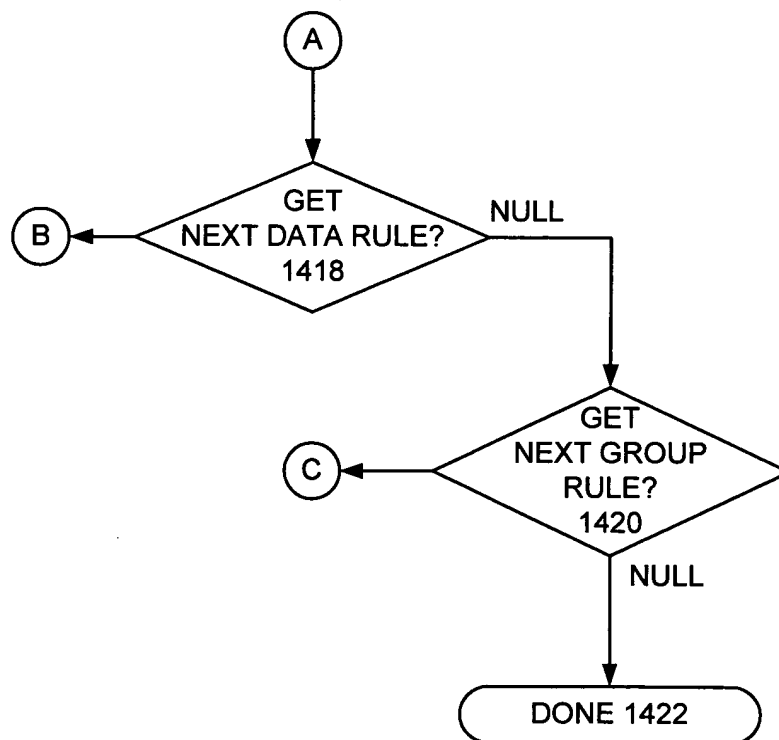 A
GET
NEXT DATA RULE?
1418
NULL
B
GET
NEXT GROUP
RULE?
1420
C
NULL
DONE 1422